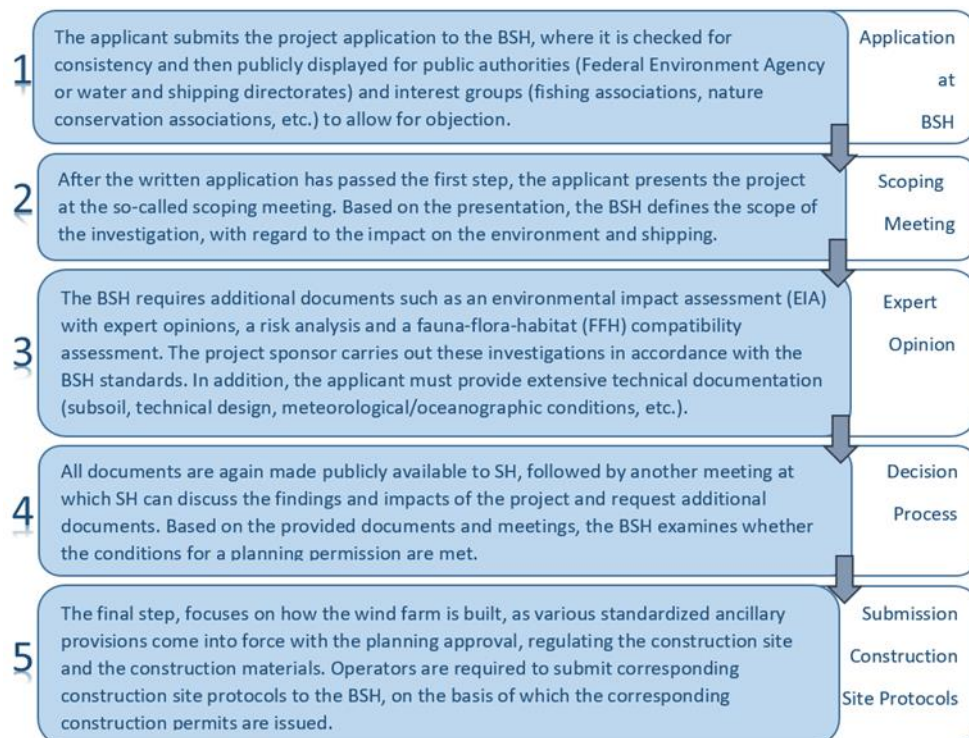 1
The applicant submits the project application to the BSH, where it is checked for
consistency and then publicly displayed for public authorities (Federal Environment Agency
or water and shipping directorates) and interest groups (fishing associations, nature
conservation associations, etc.) to allow for objection.
Application
at
BSH
2
After the written application has passed the first step, the applicant presents the project
at the so-called scoping meeting. Based on the presentation, the BSH defines the scope of
the investigation, with regard to the impact on the environment and shipping.
Scoping
Meeting
3
The BSH requires additional documents such as an environmental impact assessment (EIA)
with expert opinions, a risk analysis and a fauna-flora-habitat (FFH) compatibility
assessment. The project sponsor carries out these investigations in accordance with the
BSH standards. In addition, the applicant must provide extensive technical documentation
(subsoil, technical design, meteorological/oceanographic conditions, etc.).
Expert
Opinion
4
All documents are again made publicly available to SH, followed by another meeting at
which SH can discuss the findings and impacts of the project and request additional
documents. Based on the provided documents and meetings, the BSH examines whether
the conditions for a planning permission are met.
Decision
Process
5
The final step, focuses on how the wind farm is built, as various standardized ancillary
provisions come into force with the planning approval, regulating the construction site
and the construction materials. Operators are required to submit corresponding
construction site protocols to the BSH, on the basis of which the corresponding
construction permits are issued.
Submission
Construction
Site Protocols